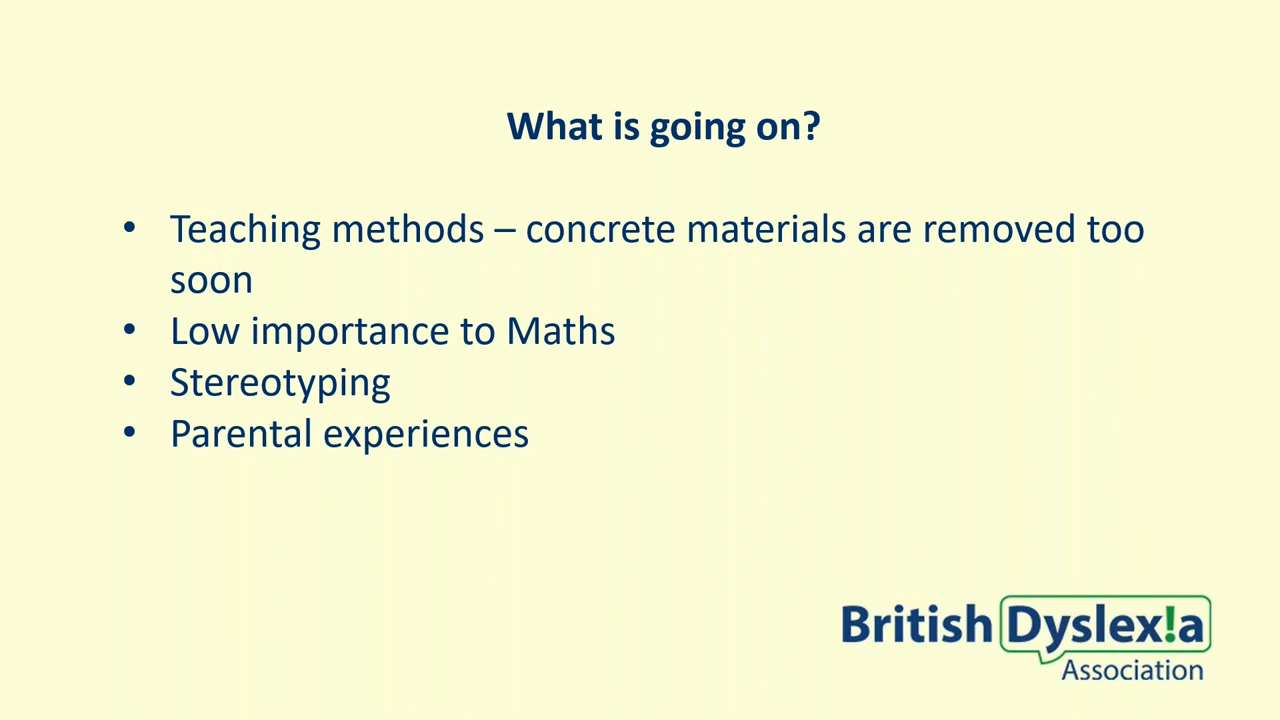 What is going on?
• Teaching methods – concrete materials are removed too
soon
• Low importance to Maths
• Stereotyping
• Parental experiences
British Dyslex!a
Association